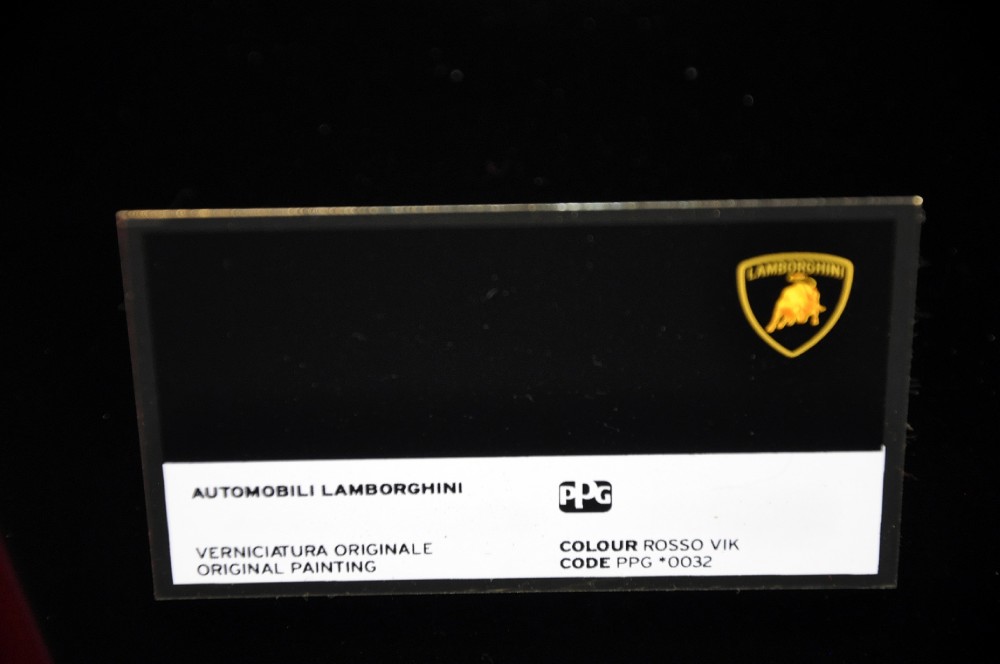 LAMBORGHINI
AUTOMOBILI LAMBORGHINI
PPG
VERNICIATURA ORIGINALE
ORIGINAL PAINTING
COLOUR ROSSO VIK
CODE PPG *0032